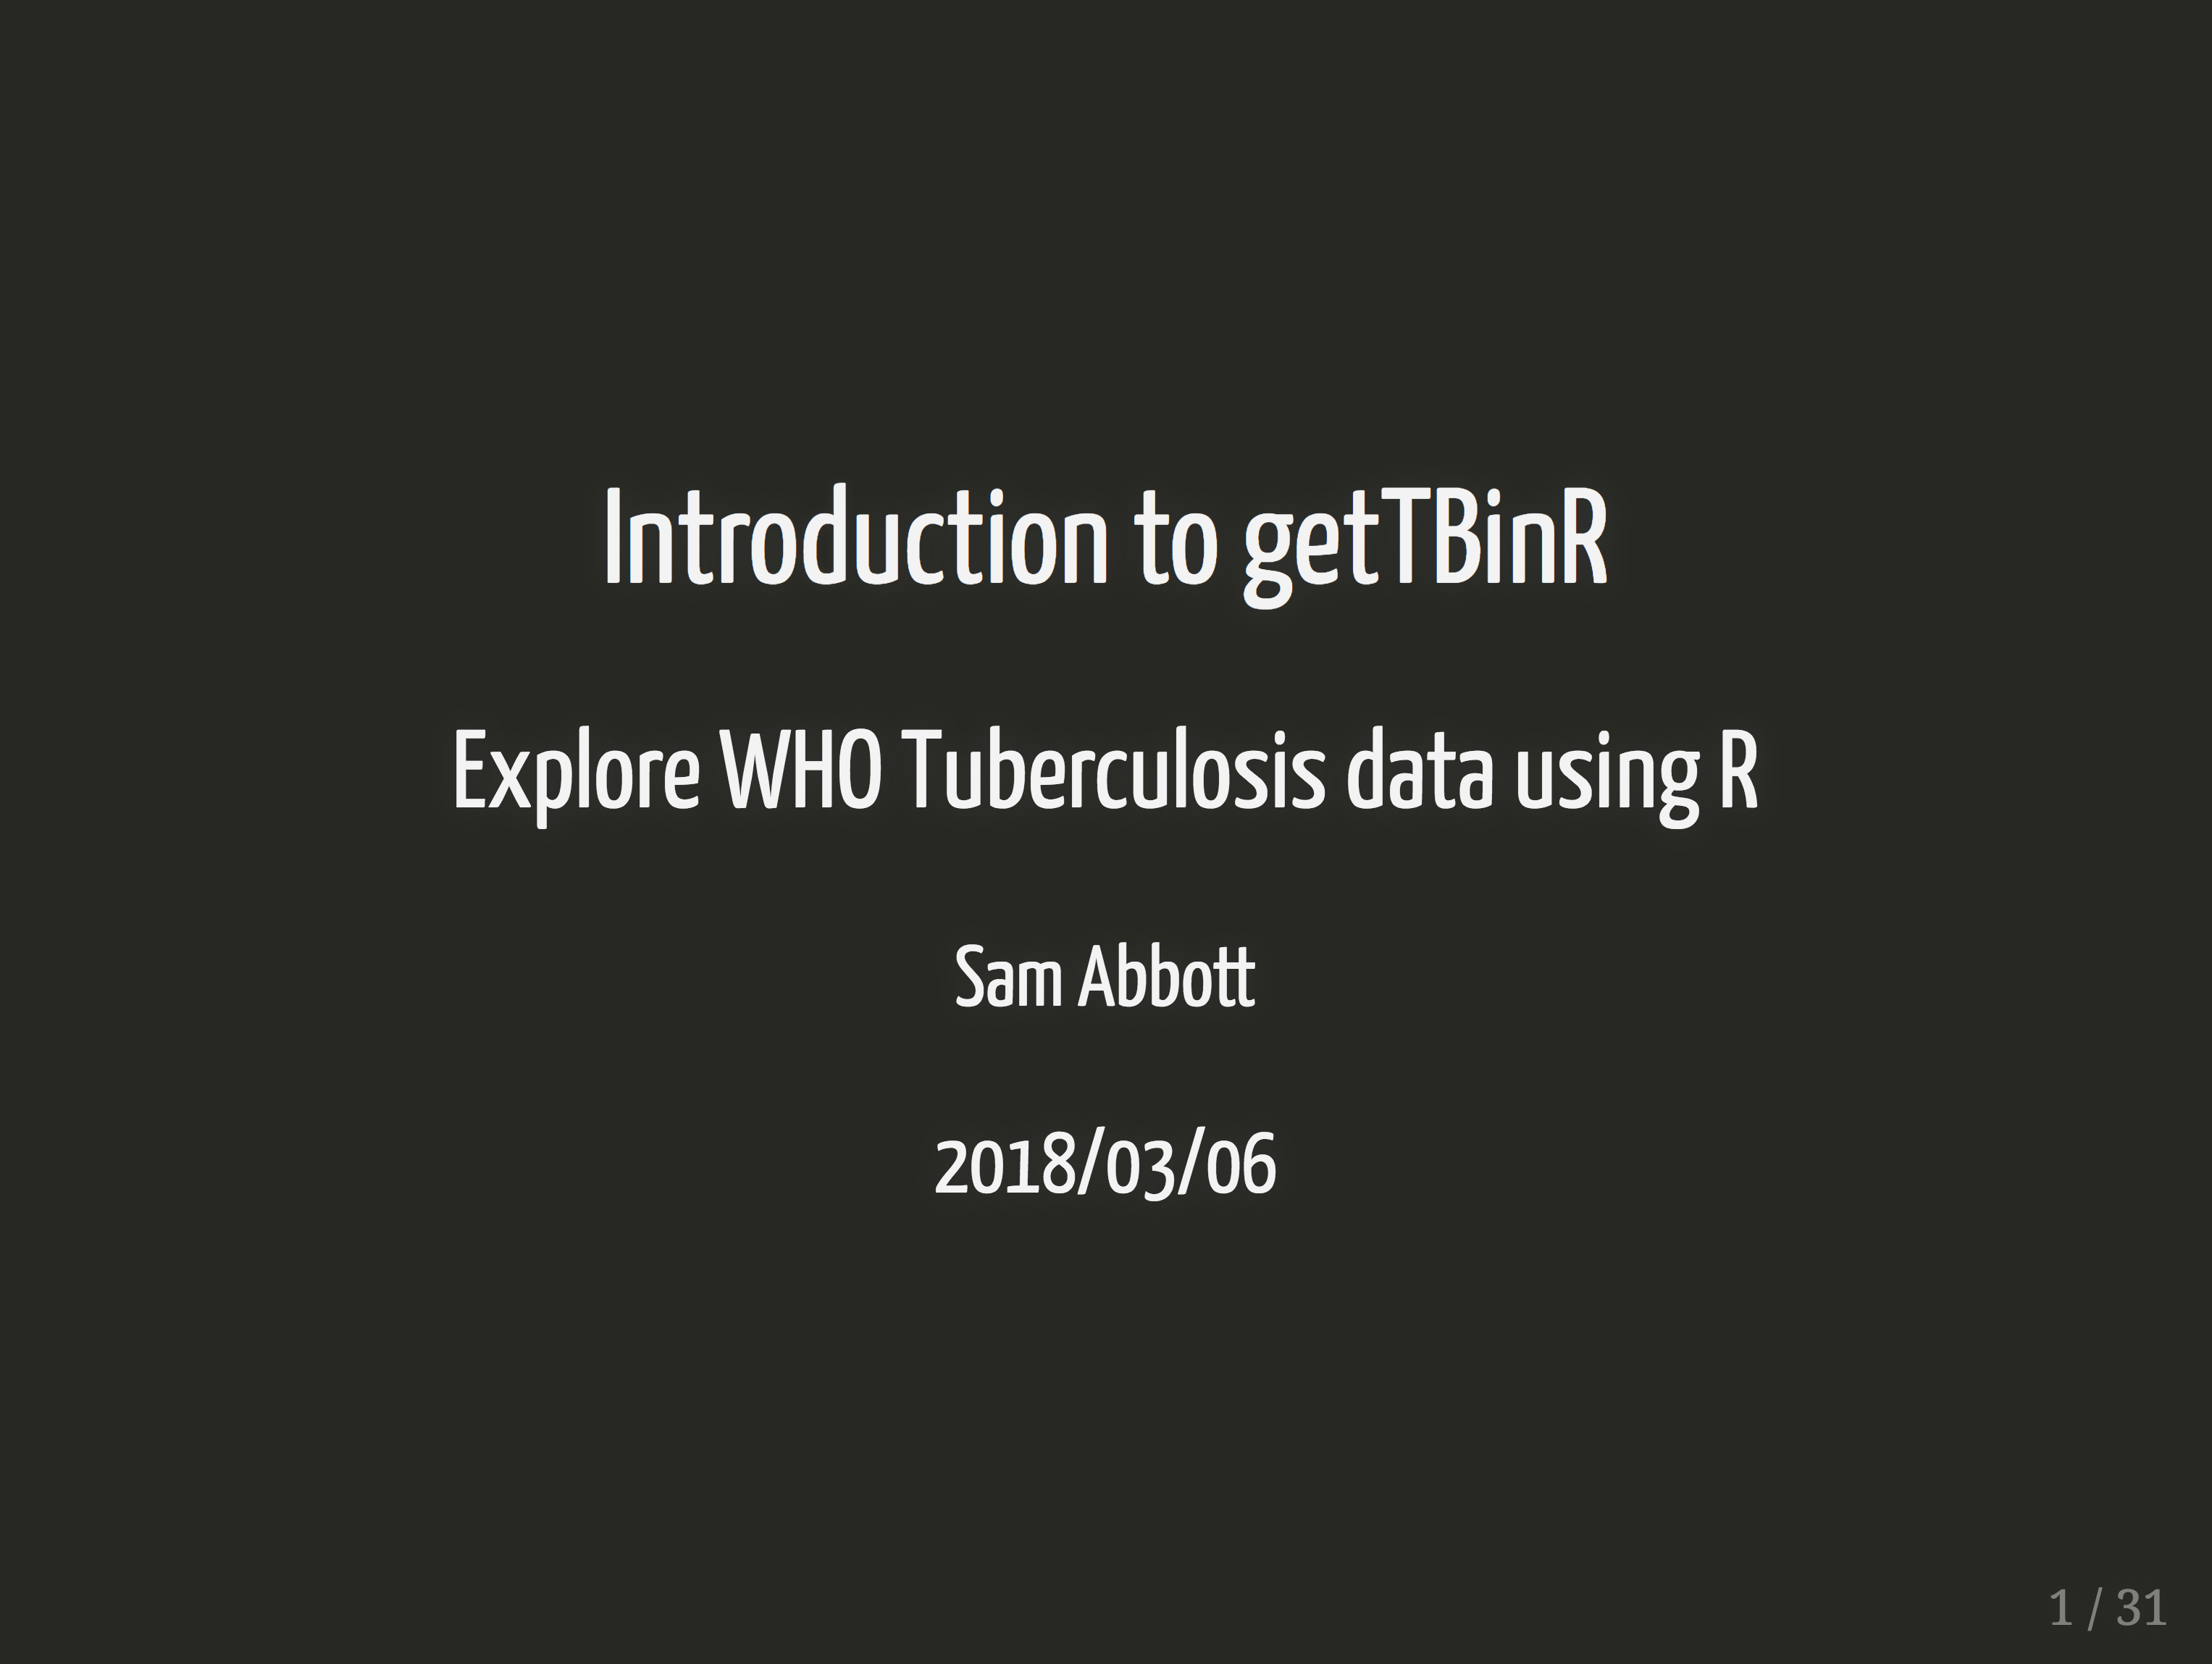 Introduction to getTBinR
Explore WHO Tuberculosis data using R
Sam Abbott
2018/03/06
1 / 31